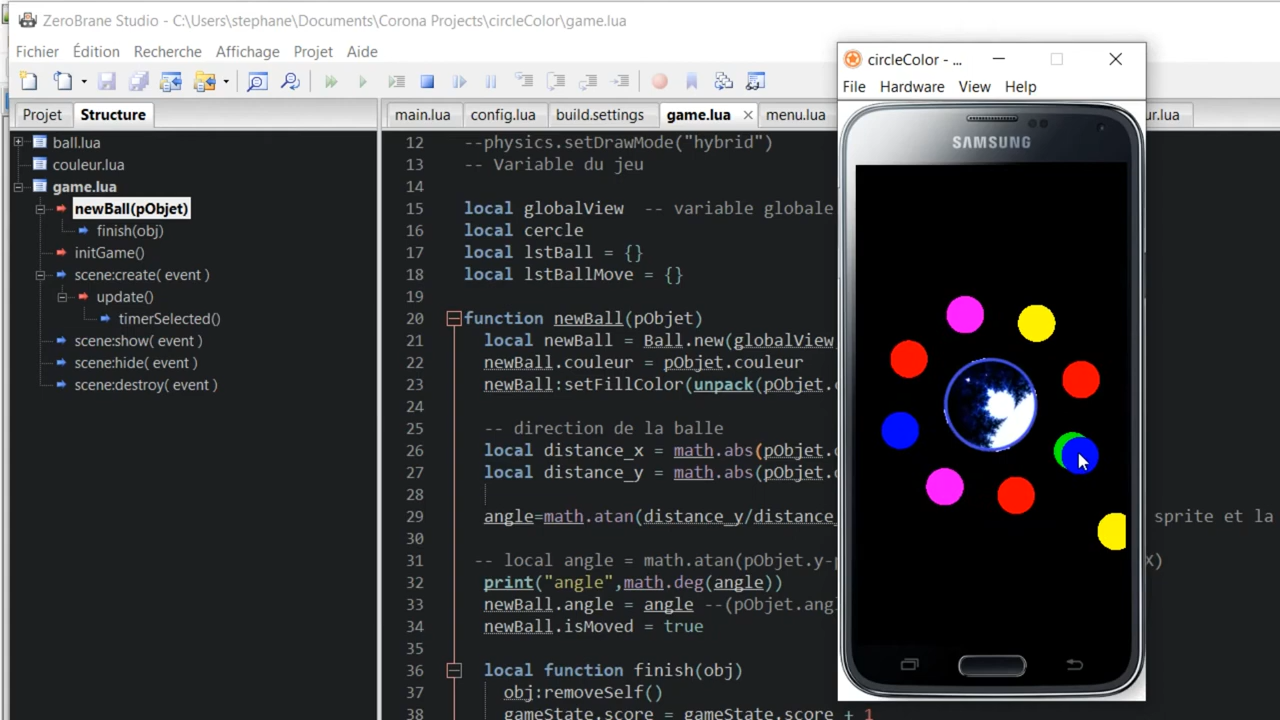 ZeroBrane Studio - C:\Users\stephane\Documents\Corona Projects\circleColor\game.lua
Fichier Édition Recherche Affichage Projet Aide
Projet Structure
ball.lua
couleur.lua
game.lua
newBall(pObjet)
finish(obj)
initGame()
scene:create( event )
update()
timerSelected()
scene:show( event )
scene:hide( event )
scene:destroy( event )
main.lua config.lua build.settings game.lua menu.lua ur.lua
12 --physics.setDrawMode("hybrid")
13 -- Variable du jeu
14
15 local globalView -- variable globale
16 local cercle
17 local lstBall = {}
18 local lstBallMove = {}
19
20 function newBall(pObjet)
21 local newBall = Ball.new(globalView
22 newBall.couleur = pObjet.couleur
23 newBall:setFillColor(unpack(pObjet.
24
25 -- direction de la balle
26 local distance_x = math.abs(pObjet.
27 local distance_y = math.abs(pObjet.
28
29 angle=math.atan(distance_y/distance_ sprite et la
30
31 -- local angle = math.atan(pObjet.y- X)
32 print("angle",math.deg(angle))
33 newBall.angle = angle --(pObjet.ang
34 newBall.isMoved = true
35
36 local function finish(obj)
37 obj:removeSelf()
38 gameState.score = gameState.score + 1
circleColor - ...
File Hardware View Help
SAMSUNG